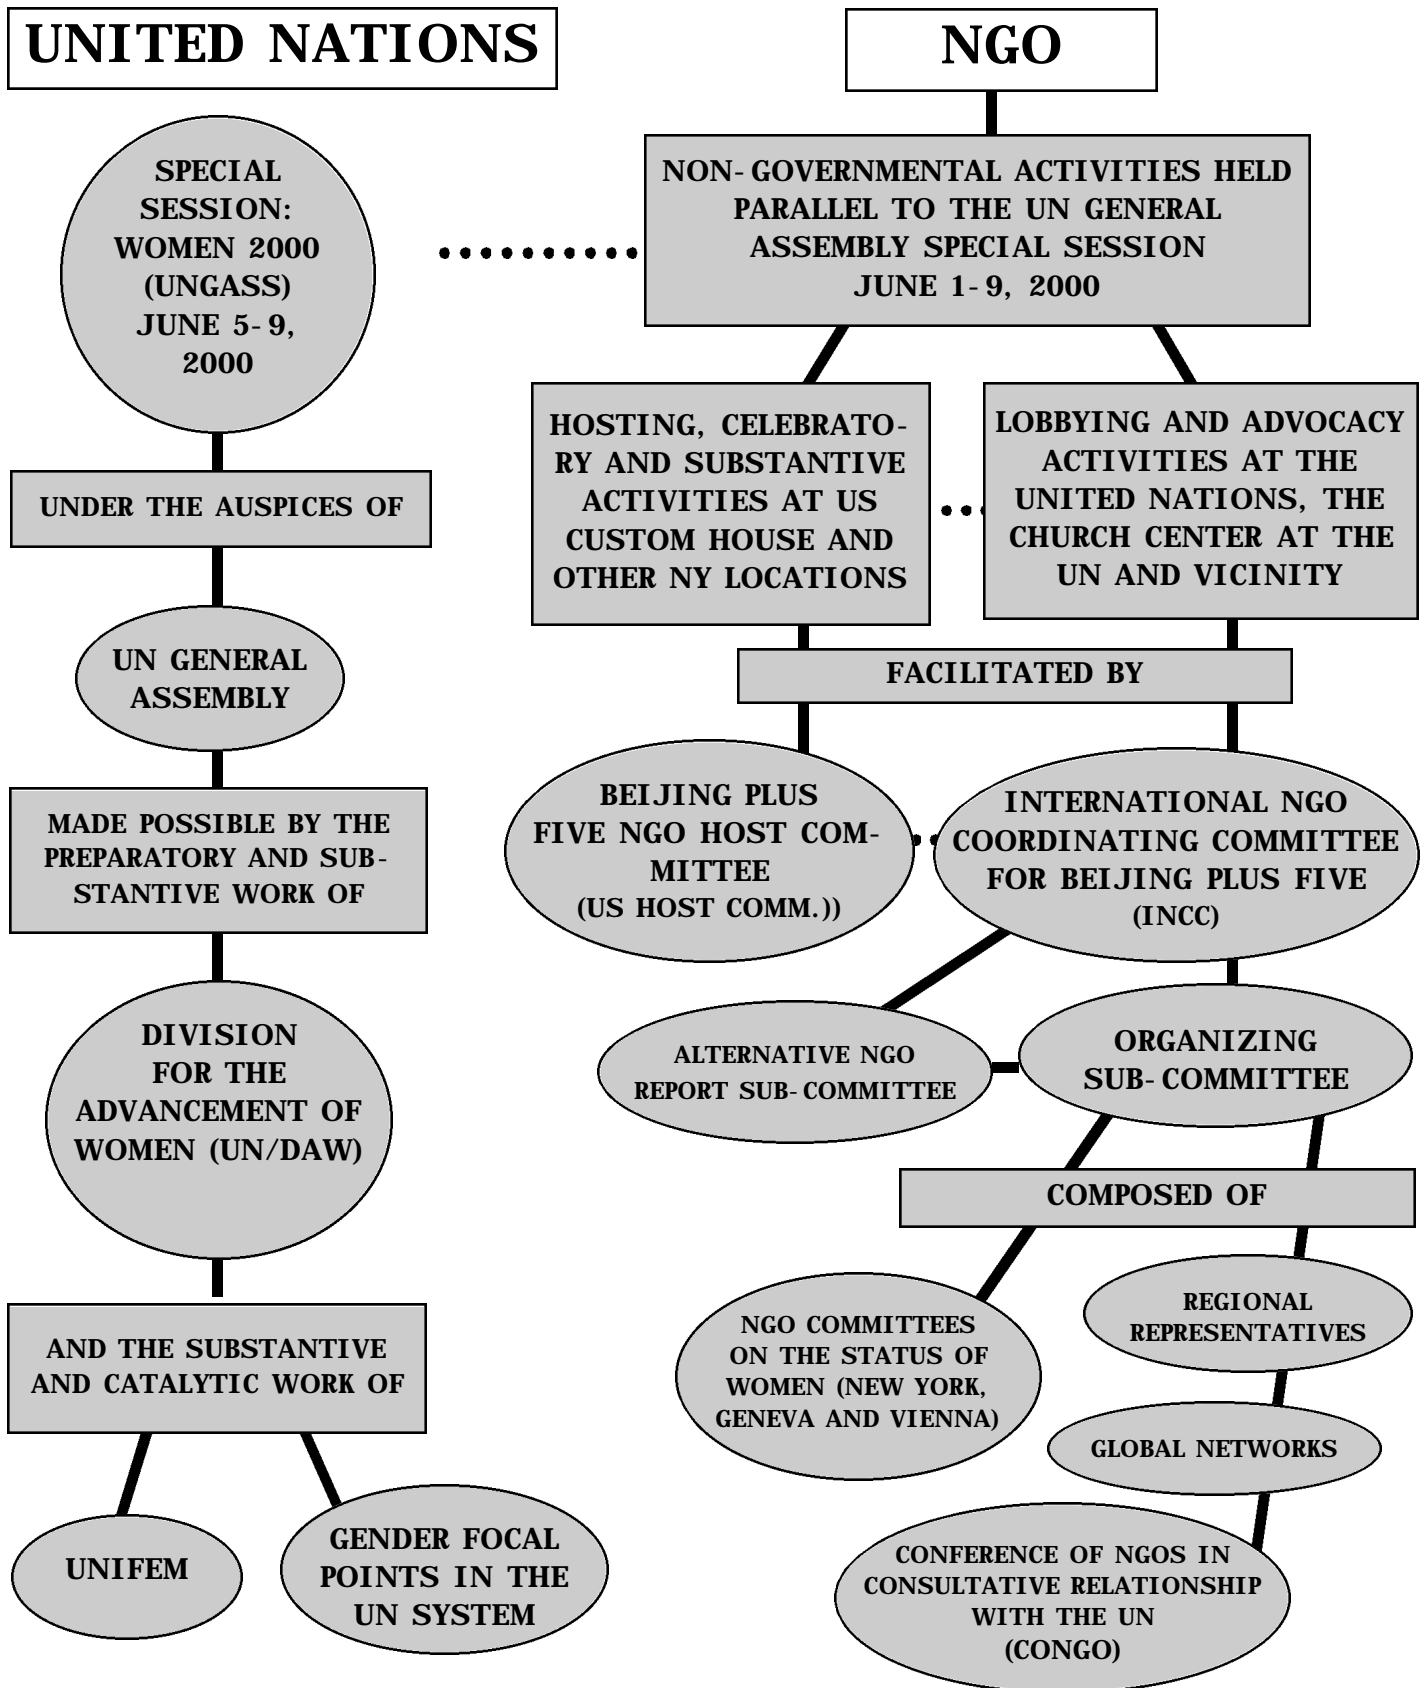 UNITED NATIONS
SPECIAL
SESSION:
WOMEN 2000
(UNGASS)
JUNE 5-9,
2000
UNDER THE AUSPICES OF
UN GENERAL
ASSEMBLY
MADE POSSIBLE BY THE
PREPARATORY AND SUB-
STANTIVE WORK OF
DIVISION
FOR THE
ADVANCEMENT OF
WOMEN (UN/DAW)
AND THE SUBSTANTIVE
AND CATALYTIC WORK OF
UNIFEM
GENDER FOCAL
POINTS IN THE
UN SYSTEM
NGO
NON-GOVERNMENTAL ACTIVITIES HELD
PARALLEL TO THE UN GENERAL
ASSEMBLY SPECIAL SESSION
JUNE 1-9, 2000
HOSTING, CELEBRATO-
RY AND SUBSTANTIVE
ACTIVITIES AT US
CUSTOM HOUSE AND
OTHER NY LOCATIONS
LOBBYING AND ADVOCACY
ACTIVITIES AT THE
UNITED NATIONS, THE
CHURCH CENTER AT THE
UN AND VICINITY
FACILITATED BY
BEIJING PLUS
FIVE NGO HOST COM-
MITTEE
(US HOST COMM.))
INTERNATIONAL NGO
COORDINATING COMMITTEE
FOR BEIJING PLUS FIVE
(INCC)
ALTERNATIVE NGO
REPORT SUB-COMMITTEE
ORGANIZING
SUB-COMMITTEE
COMPOSED OF
NGO COMMITTEES
ON THE STATUS OF
WOMEN (NEW YORK,
GENEVA AND VIENNA)
REGIONAL
REPRESENTATIVES
GLOBAL NETWORKS
CONFERENCE OF NGOS IN
CONSULTATIVE RELATIONSHIP
WITH THE UN
(CONGO)